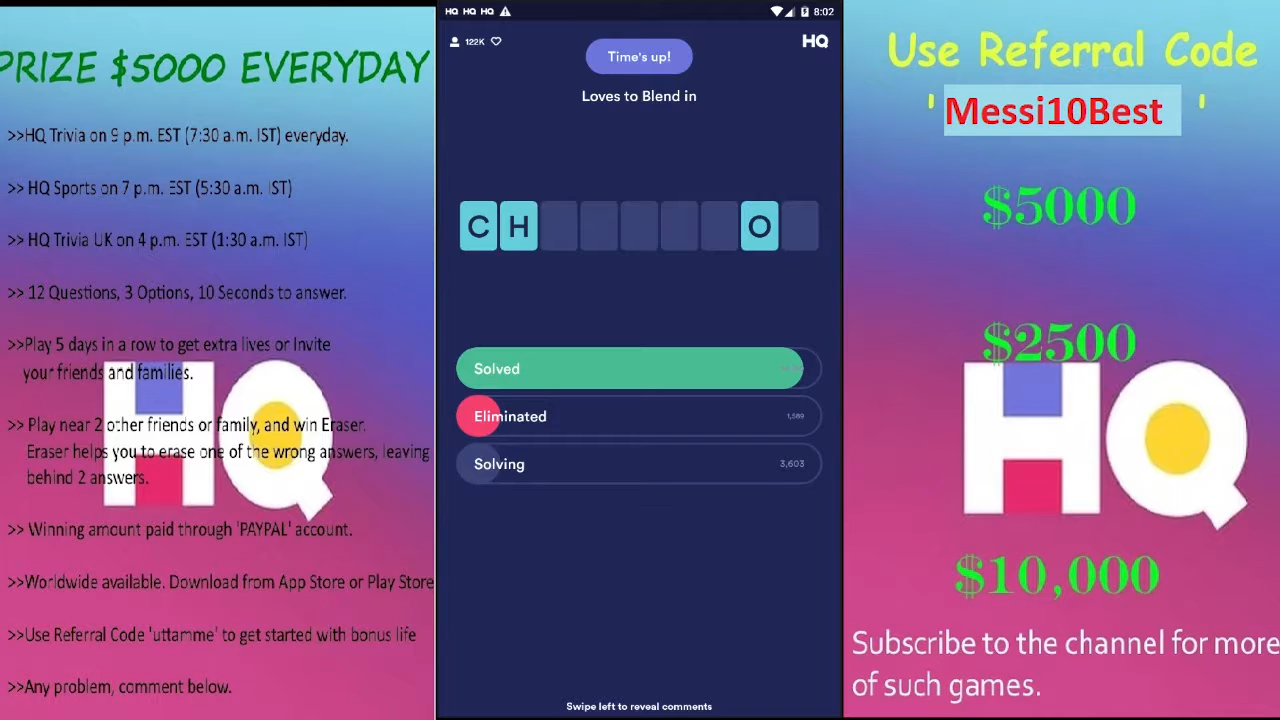 PRIZE $5000 EVERYDAY
>>HQ Trivia on 9 p.m. EST (7:30 a.m. IST) everyday.
>> HQ Sports on 7 p.m. EST (5:30 a.m. IST)
>> HQ Trivia UK on 4 p.m. EST (1:30 a.m. IST)
>> 12 Questions, 3 Options, 10 Seconds to answer.
>>Play 5 days in a row to get extra lives or Invite
your friends and families.
>> Play near 2 other friends or family, and win Eraser.
Eraser helps you to erase one of the wrong answers, leaving
behind 2 answers.
>> Winning amount paid through 'PAYPAL' account.
>>Worldwide available. Download from App Store or Play Store
>>Use Referral Code 'uttamme' to get started with bonus life
>>Any problem, comment below.
HQ
HQ HQ HQ
8:02
122K
HQ
Time's up!
Loves to Blend in
C H O
Solved
Eliminated 1,589
Solving 3,603
Swipe left to reveal comments
Use Referral Code
' Messi10Best '
$5000
$2500
HQ
$10,000
Subscribe to the channel for more
of such games.